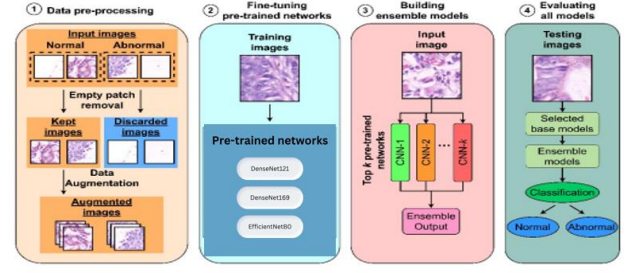 1 Data pre-processing
Input images
Normal Abnormal
Empty patch
removal
Kept
images
Discarded
images
Data
Augmentation
Augmented
images
2 Fine-tuning
pre-trained networks
Training
images
Pre-trained networks
DenseNet121
DenseNet169
EfficientNetB0
3 Building
ensemble models
Input
image
Top k pre-trained
networks
CNN-1
CNN-2
...
CNN-k
Ensemble
Output
4 Evaluating
all models
Testing
images
Selected
base models
Ensemble
models
Classification
Normal
Abnormal